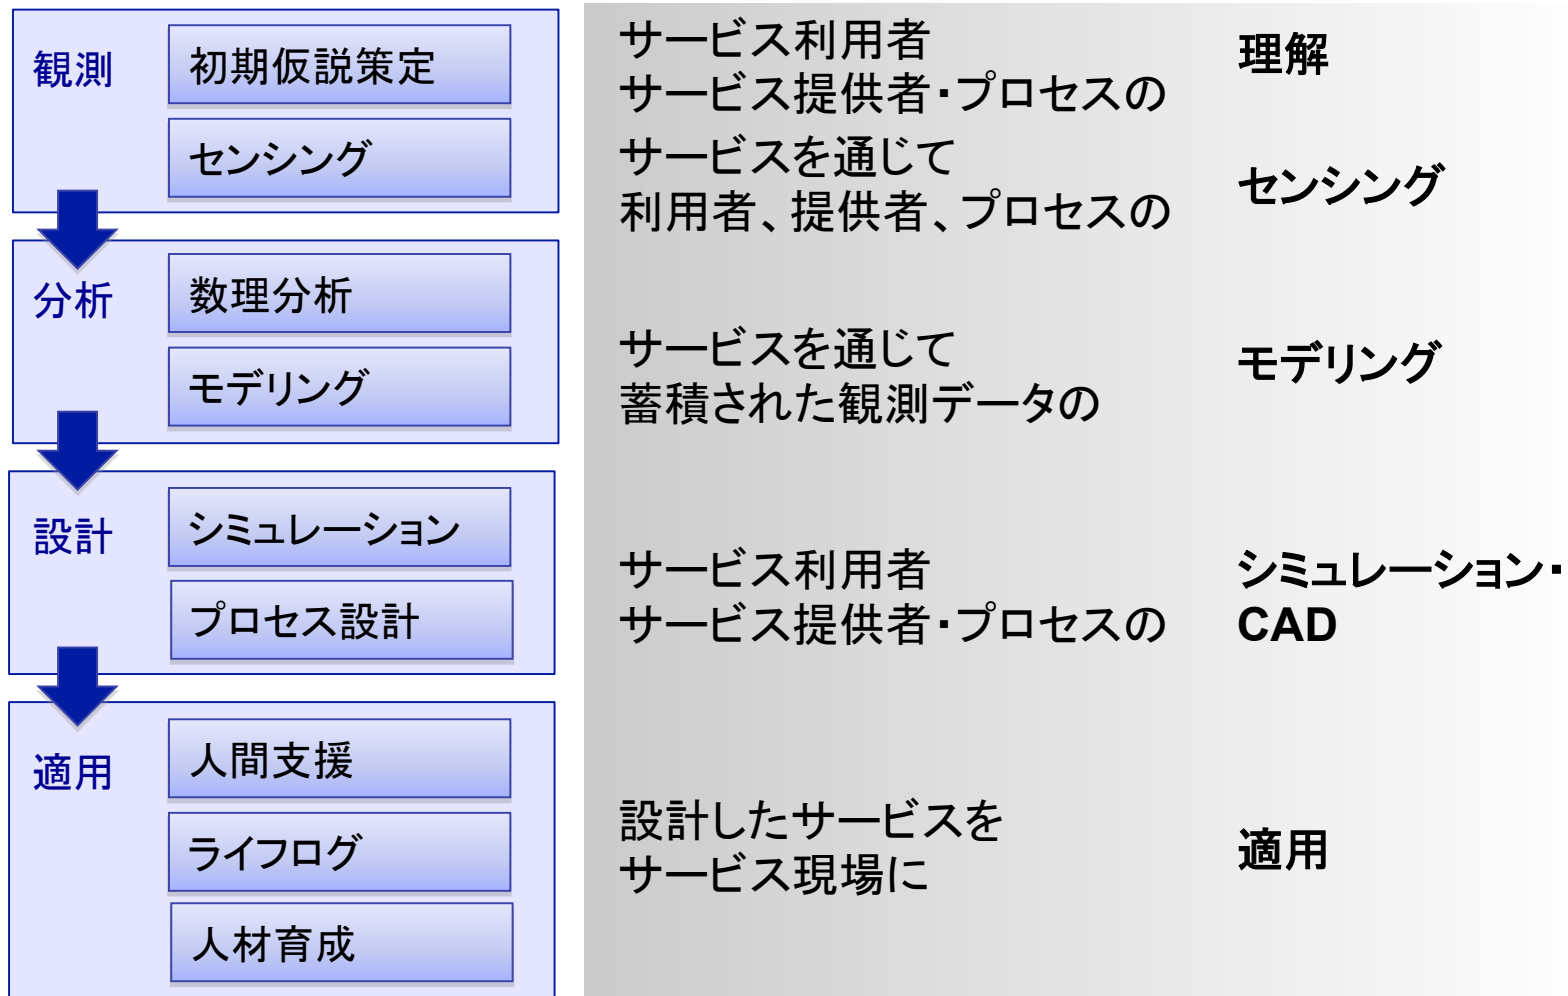 観測
初期仮説策定
センシング
サービス利用者
サービス提供者・プロセスの
理解
サービスを通じて
利用者、提供者、プロセスの
センシング
分析
数理分析
モデリング
サービスを通じて
蓄積された観測データの
モデリング
設計
シミュレーション
プロセス設計
サービス利用者
サービス提供者・プロセスの
シミュレーション・
CAD
適用
人間支援
ライフログ
人材育成
設計したサービスを
サービス現場に
適用